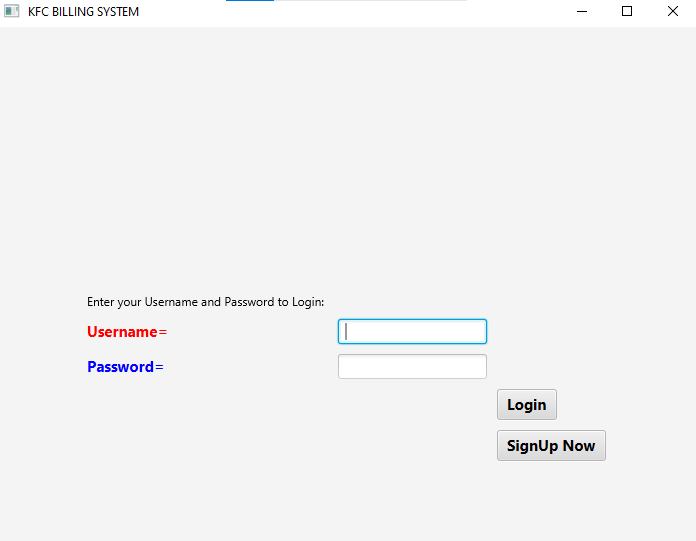 KFC BILLING SYSTEM
Enter your Username and Password to Login:
Username=
Password=
Login
SignUp Now